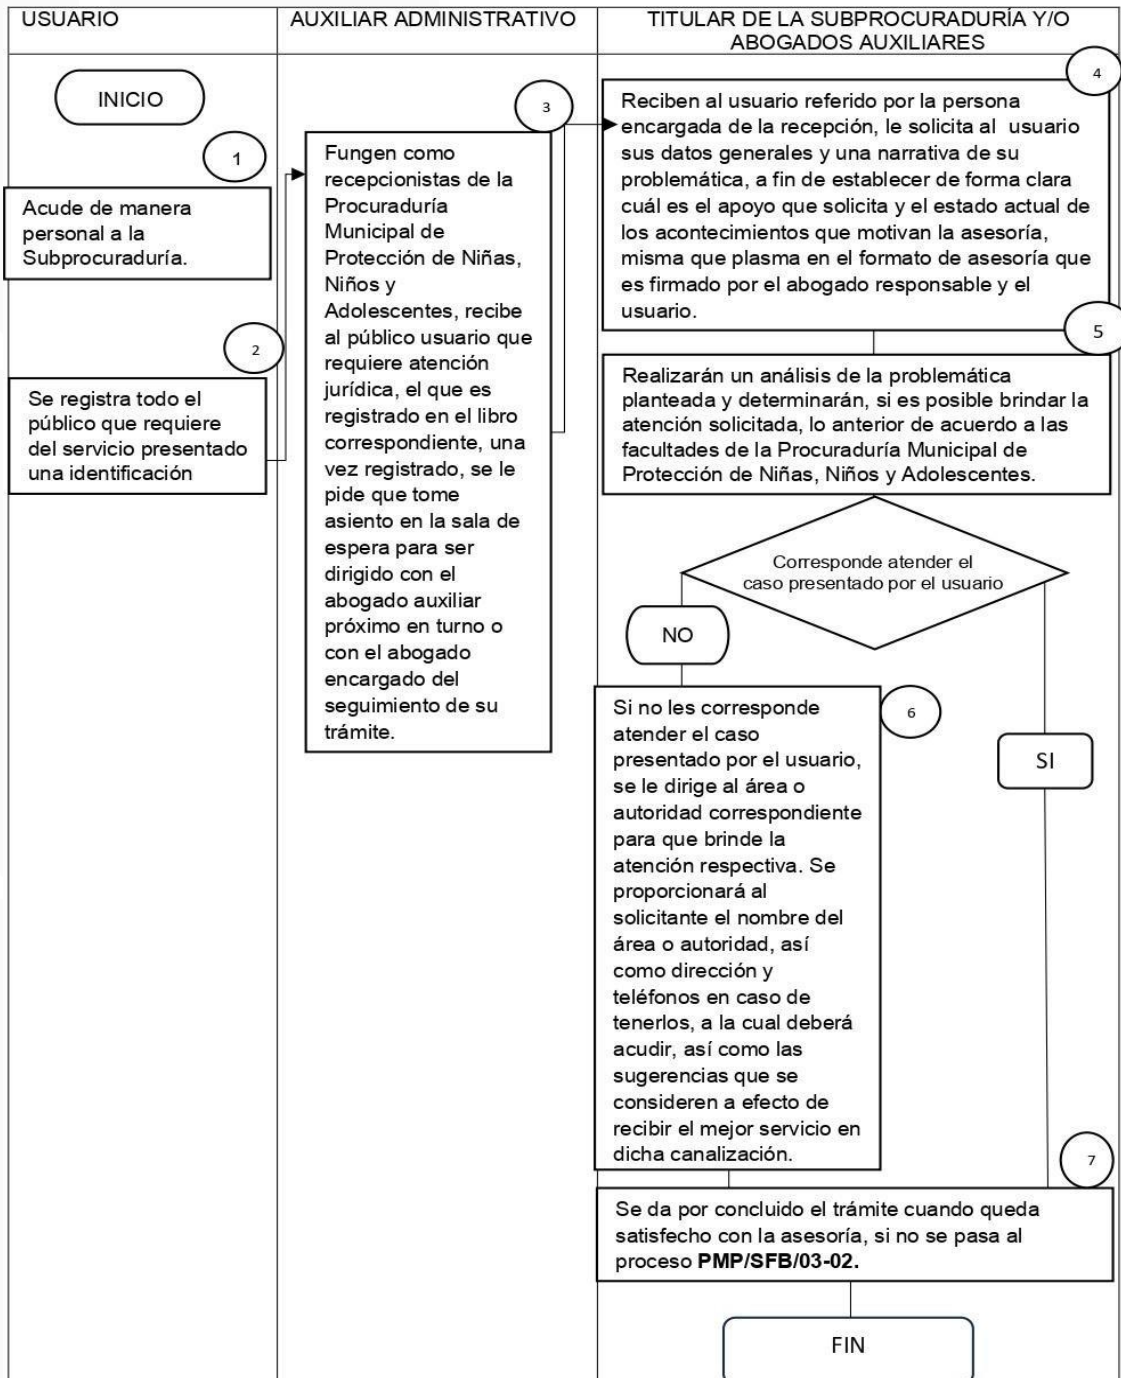 USUARIO
AUXILIAR ADMINISTRATIVO
TITULAR DE LA SUBPROCURADURÍA Y/O
ABOGADOS AUXILIARES
INICIO
1
Acude de manera
personal a la
Subprocuraduría.
2
Se registra todo el
público que requiere
del servicio presentado
una identificación
3
Fungen como
recepcionistas de la
Procuraduría
Municipal de
Protección de Niñas,
Niños y
Adolescentes, recibe
al público usuario que
requiere atención
jurídica, el que es
registrado en el libro
correspondiente, una
vez registrado, se le
pide que tome
asiento en la sala de
espera para ser
dirigido con el
abogado auxiliar
próximo en turno o
con el abogado
encargado del
seguimiento de su
trámite.
4
Reciben al usuario referido por la persona
encargada de la recepción, le solicita al usuario
sus datos generales y una narrativa de su
problemática, a fin de establecer de forma clara
cuál es el apoyo que solicita y el estado actual de
los acontecimientos que motivan la asesoría,
misma que plasma en el formato de asesoría que
es firmado por el abogado responsable y el
usuario.
5
Realizarán un análisis de la problemática
planteada y determinarán, si es posible brindar la
atención solicitada, lo anterior de acuerdo a las
facultades de la Procuraduría Municipal de
Protección de Niñas, Niños y Adolescentes.
Corresponde atender el
caso presentado por el usuario
NO
SI
6
Si no les corresponde
atender el caso
presentado por el usuario,
se le dirige al área o
autoridad correspondiente
para que brinde la
atención respectiva. Se
proporcionará al
solicitante el nombre del
área o autoridad, así
como dirección y
teléfonos en caso de
tenerlos, a la cual deberá
acudir, así como las
sugerencias que se
consideren a efecto de
recibir el mejor servicio en
dicha canalización.
7
Se da por concluido el trámite cuando queda
satisfecho con la asesoría, si no se pasa al
proceso PMP/SFB/03-02.
FIN